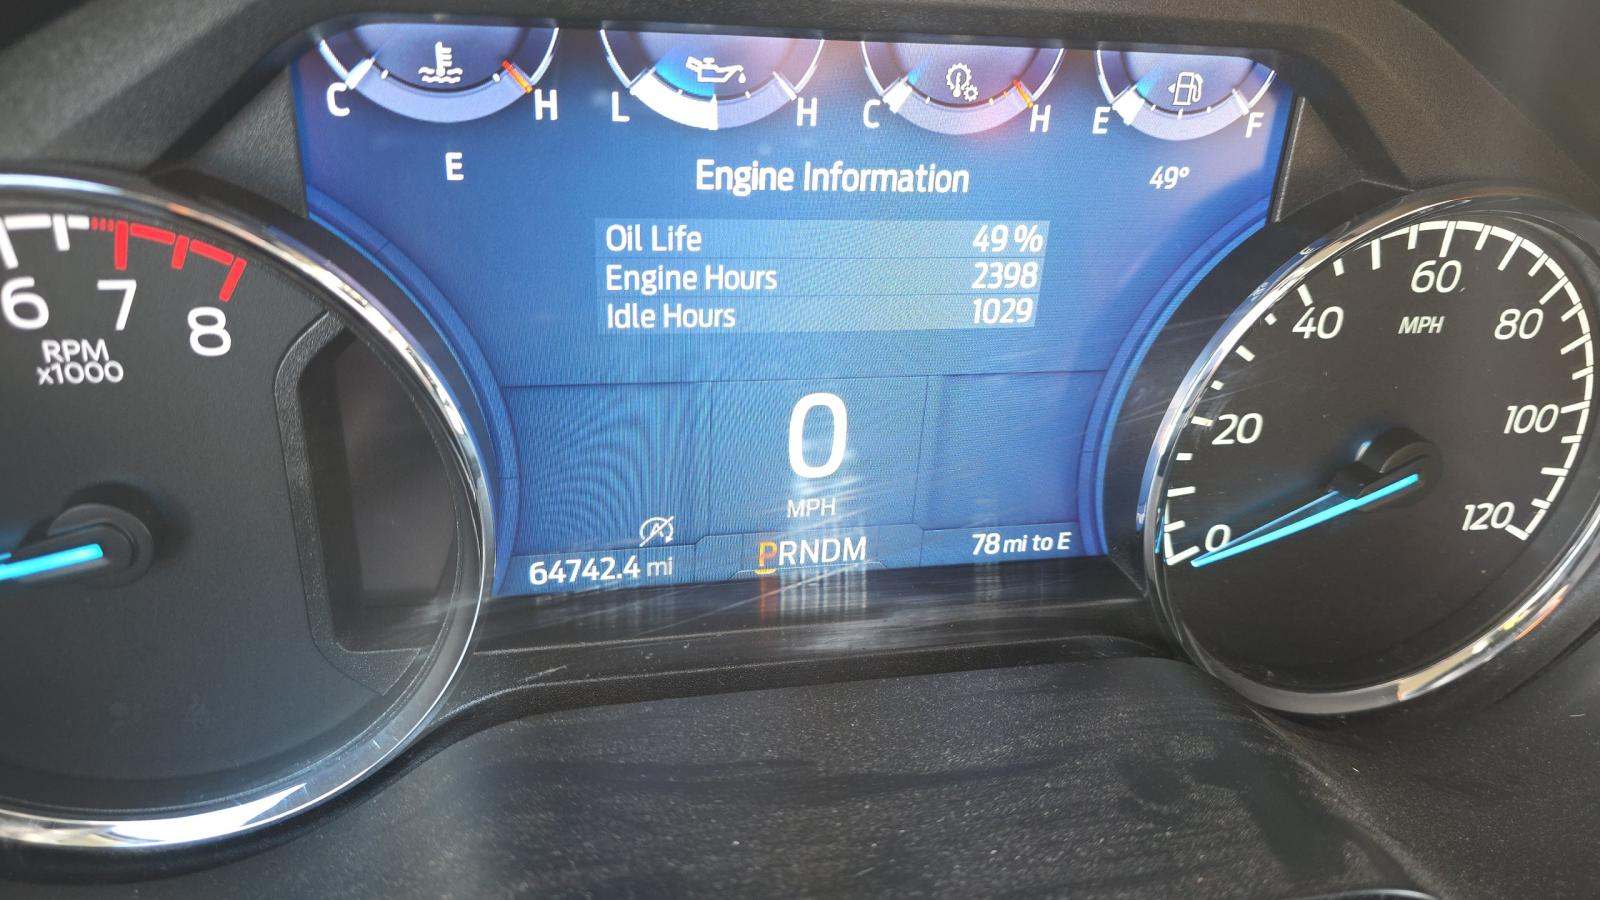 C H L H C H E F
E Engine Information 49°
Oil Life 49 %
Engine Hours 2398
Idle Hours 1029
6 7 8
RPM
x1000
0
MPH
A
64742.4 mi PRNDM 78 mi to E
0 20 40 60 80 100 120
MPH